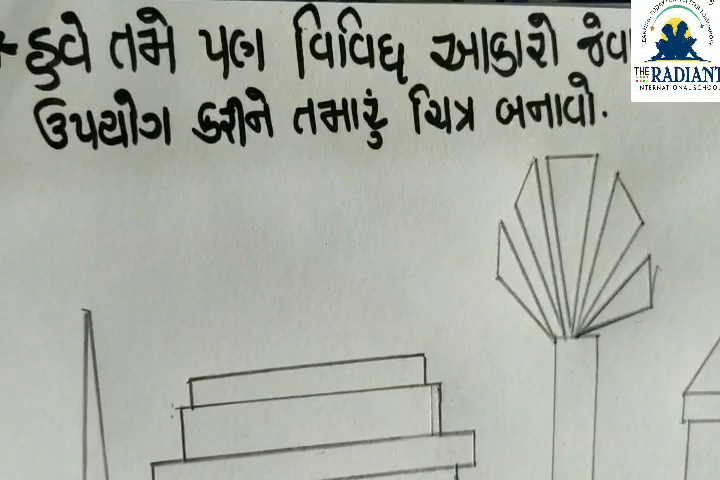 હવે તમે પણ વિવિધ આકારો જેવા
ઉપયોગ કરીને તમારું ચિત્ર બનાવો.
THE RADIANT
INTERNATIONAL SCHOOL